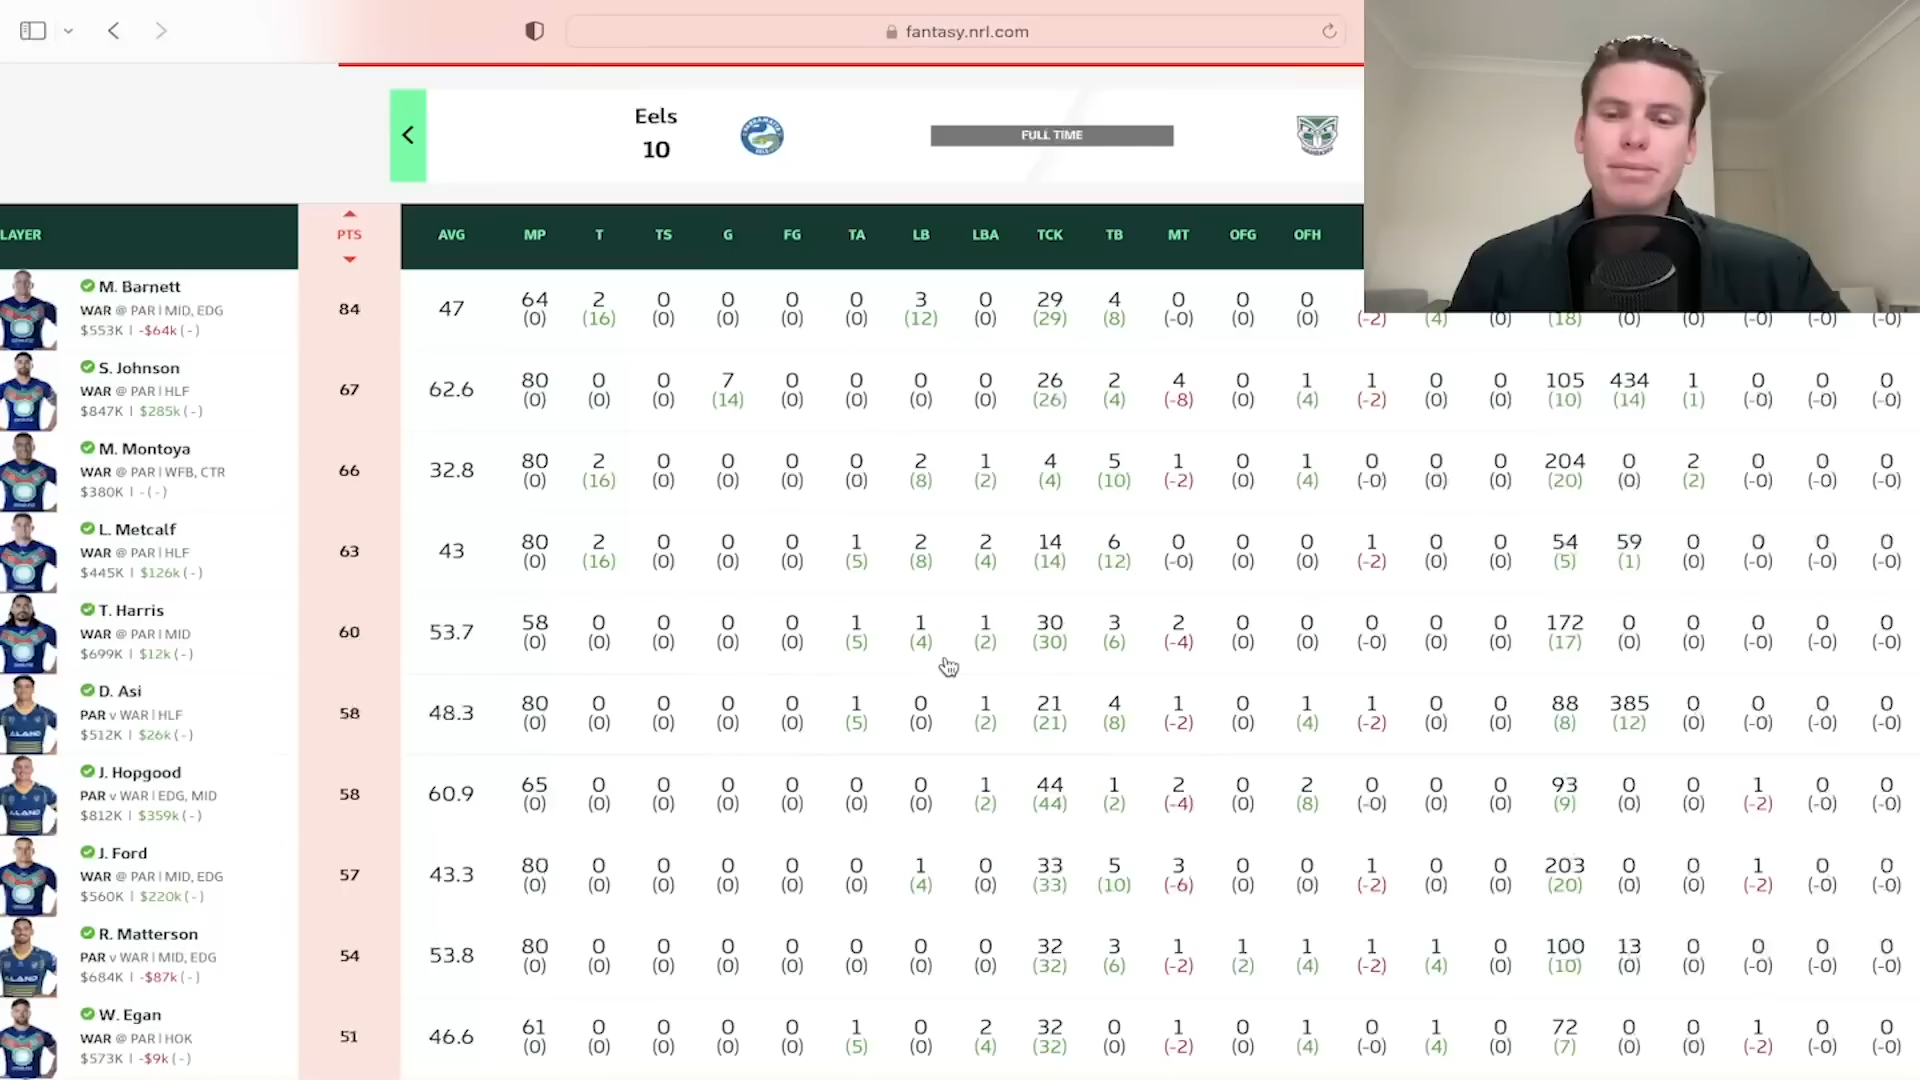 fantasy.nrl.com
Eels
10
FULL TIME
LAYER PTS AVG MP T TS G FG TA LB LBA TCK TB MT OFG OFH
M. Barnett
WAR @ PAR | MID, EDG
$553K | -$64k (-)
84 47 64 2 0 0 0 0 3 0 29 4 0 0 0
(0) (16) (0) (0) (0) (0) (12) (0) (29) (8) (-0) (0) (0) (-2) (4) (0) (18) (0) (0) (-0) (-0) (-0)
S. Johnson
WAR @ PAR | HLF
$847K | $285k (-)
67 62.6 80 0 0 7 0 0 0 0 26 2 4 0 1 1 0 0 105 434 1 0 0 0
(0) (0) (0) (14) (0) (0) (0) (0) (26) (4) (-8) (0) (4) (-2) (0) (0) (10) (14) (1) (-0) (-0) (-0)
M. Montoya
WAR @ PAR | WFB, CTR
$380K | - (-)
66 32.8 80 2 0 0 0 0 2 1 4 5 1 0 1 0 0 0 204 0 2 0 0 0
(0) (16) (0) (0) (0) (0) (8) (2) (4) (10) (-2) (0) (4) (-0) (0) (0) (20) (0) (2) (-0) (-0) (-0)
L. Metcalf
WAR @ PAR | HLF
$445K | $126k (-)
63 43 80 2 0 0 0 1 2 2 14 6 0 0 0 1 0 0 54 59 0 0 0 0
(0) (16) (0) (0) (0) (5) (8) (4) (14) (12) (-0) (0) (0) (-2) (0) (0) (5) (1) (0) (-0) (-0) (-0)
T. Harris
WAR @ PAR | MID
$699K | $12k (-)
60 53.7 58 0 0 0 0 1 1 1 30 3 2 0 0 0 0 0 172 0 0 0 0 0
(0) (0) (0) (0) (0) (5) (4) (2) (30) (6) (-4) (0) (0) (-0) (0) (0) (17) (0) (0) (-0) (-0) (-0)
D. Asi
PAR v WAR | HLF
$512K | $26k (-)
58 48.3 80 0 0 0 0 1 0 1 21 4 1 0 1 1 0 0 88 385 0 0 0 0
(0) (0) (0) (0) (0) (5) (0) (2) (21) (8) (-2) (0) (4) (-2) (0) (0) (8) (12) (0) (-0) (-0) (-0)
J. Hopgood
PAR v WAR | EDG, MID
$812K | $359k (-)
58 60.9 65 0 0 0 0 0 0 1 44 1 2 0 2 0 0 0 93 0 0 1 0 0
(0) (0) (0) (0) (0) (0) (0) (2) (44) (2) (-4) (0) (8) (-0) (0) (0) (9) (0) (0) (-2) (-0) (-0)
J. Ford
WAR @ PAR | MID, EDG
$560K | $220k (-)
57 43.3 80 0 0 0 0 0 1 0 33 5 3 0 0 1 0 0 203 0 0 1 0 0
(0) (0) (0) (0) (0) (0) (4) (0) (33) (10) (-6) (0) (0) (-2) (0) (0) (20) (0) (0) (-2) (-0) (-0)
R. Matterson
PAR v WAR | MID, EDG
$684K | -$87k (-)
54 53.8 80 0 0 0 0 0 0 0 32 3 1 1 1 1 1 0 100 13 0 0 0 0
(0) (0) (0) (0) (0) (0) (0) (0) (32) (6) (-2) (2) (4) (-2) (4) (0) (10) (0) (0) (-0) (-0) (-0)
W. Egan
WAR @ PAR | HOK
$573K | -$9k (-)
51 46.6 61 0 0 0 0 1 0 2 32 0 1 0 1 0 1 0 72 0 0 1 0 0
(0) (0) (0) (0) (0) (5) (0) (4) (32) (0) (-2) (0) (4) (-0) (4) (0) (7) (0) (0) (-2) (-0) (-0)